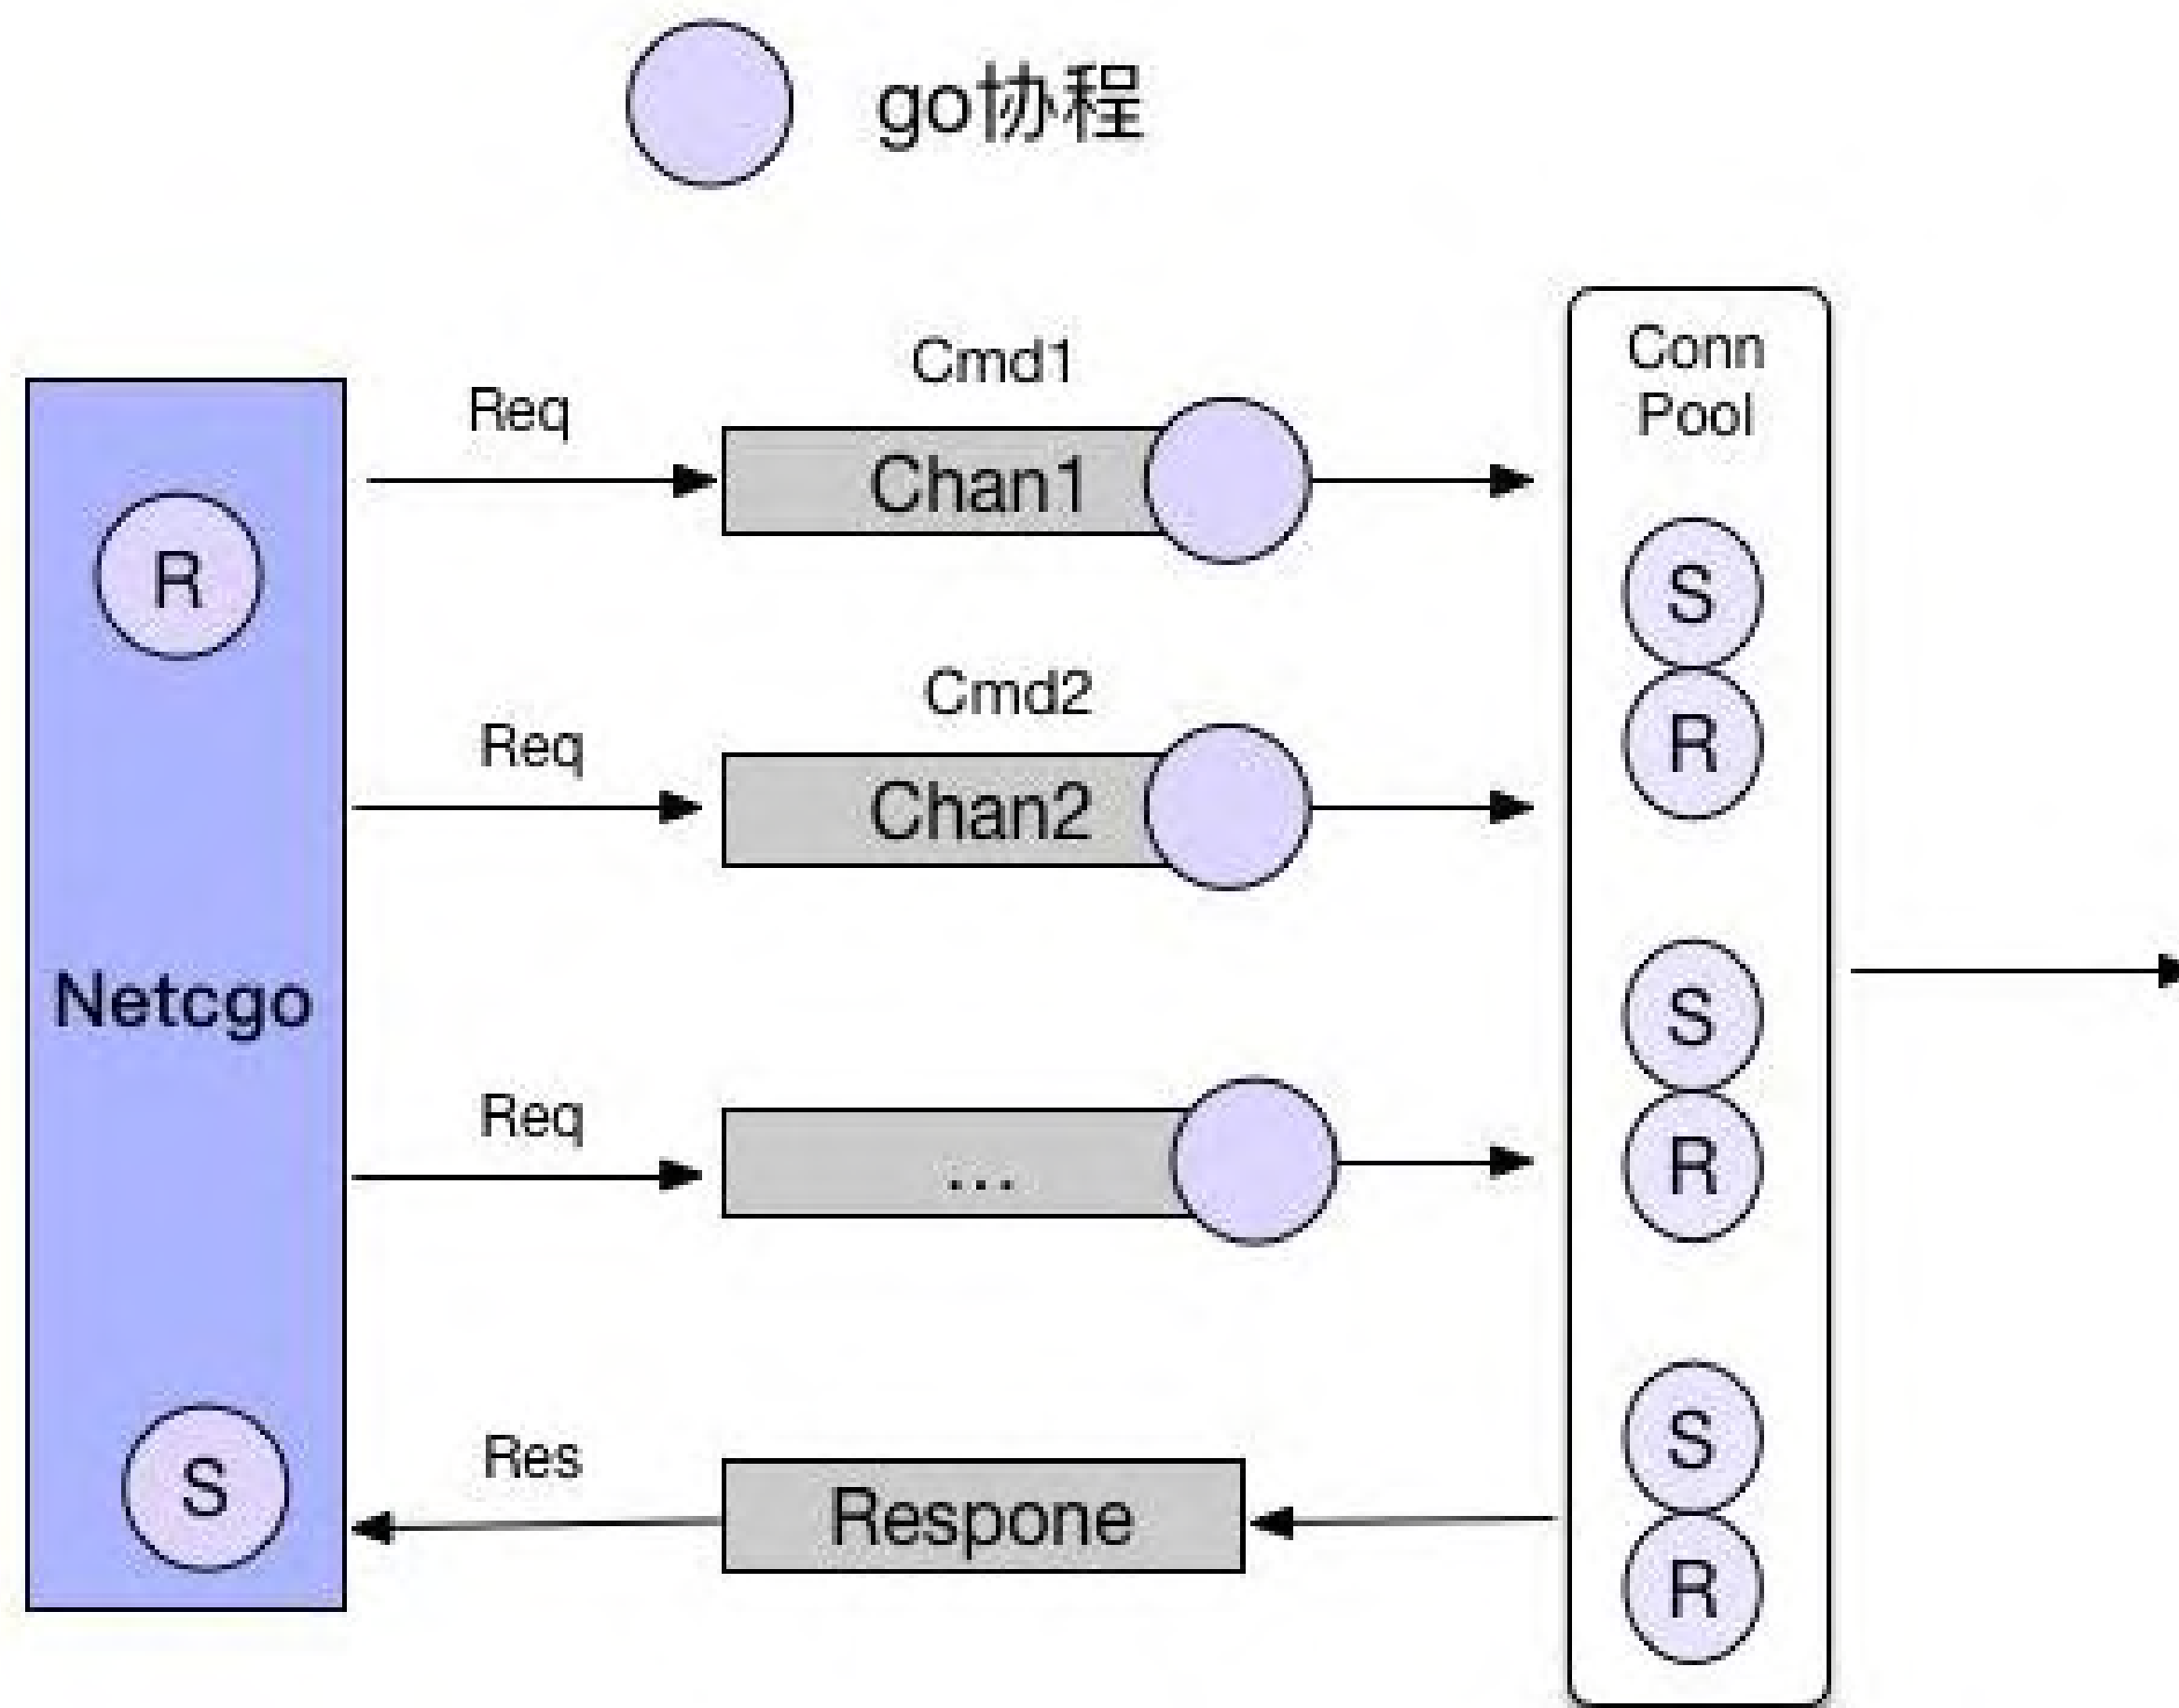 go协程
Cmd1
Req
Chan1
Conn
Pool
R
S
R
Cmd2
Req
Chan2
Netcgo
S
R
Req
...
S
Res
Respone
S
R